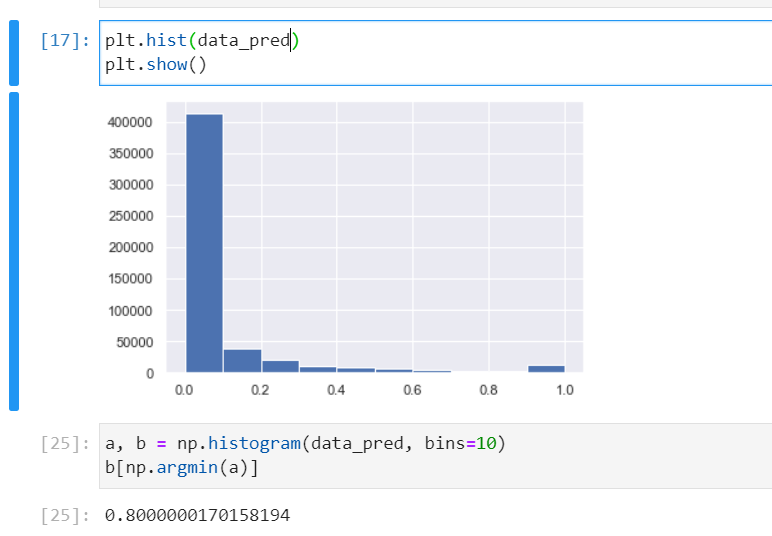 [17]: plt.hist(data_pred)
plt.show()
400000
350000
300000
250000
200000
150000
100000
50000
0
0.0 0.2 0.4 0.6 0.8 1.0
[25]: a, b = np.histogram(data_pred, bins=10)
b[np.argmin(a)]
[25]: 0.8000000170158194